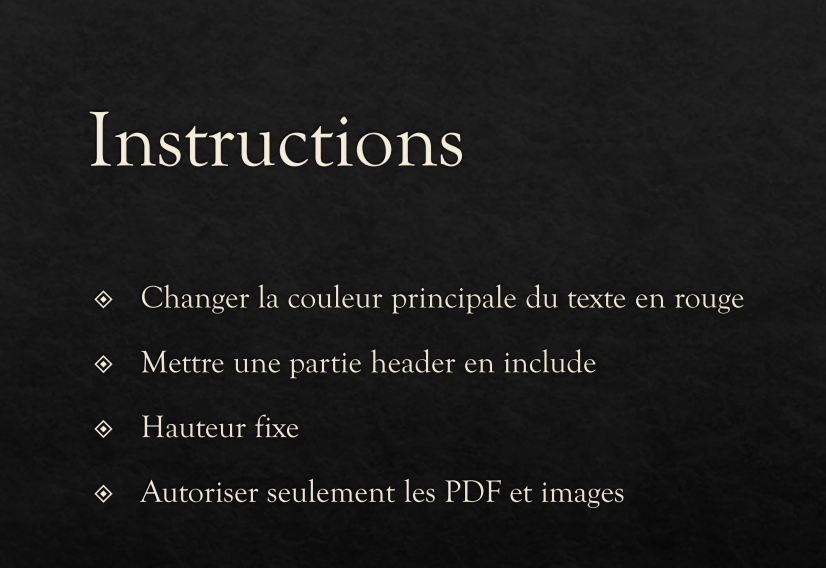 Instructions
Changer la couleur principale du texte en rouge
Mettre une partie header en include
Hauteur fixe
Autoriser seulement les PDF et images